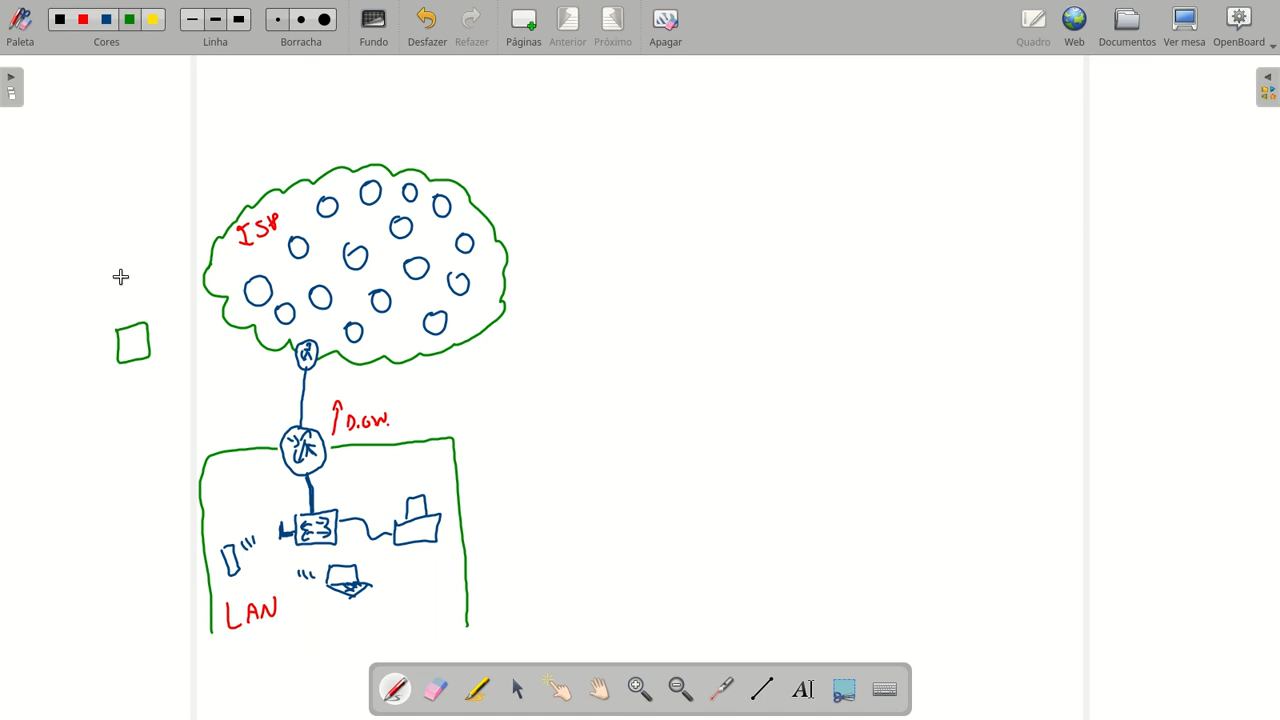 Paleta Cores Linha Borracha Fundo Desfazer Refazer Páginas Anterior Próximo Apagar Quadro Web Documentos Ver mesa OpenBoard
ISP
R
D.GW.
LAN
AI